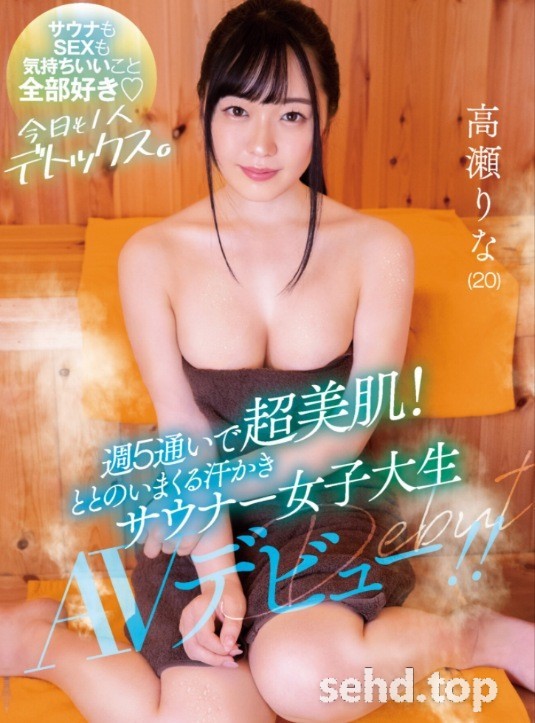 サウナも
SEXも
気持ちいいこと
全部好き♡
今日も1人
デトックス。
高瀬りな
(20)
週5通いで超美肌!
ととのいまくる汗かき
サウナー女子大生
Debut
AVデビュー!!
sehd.top